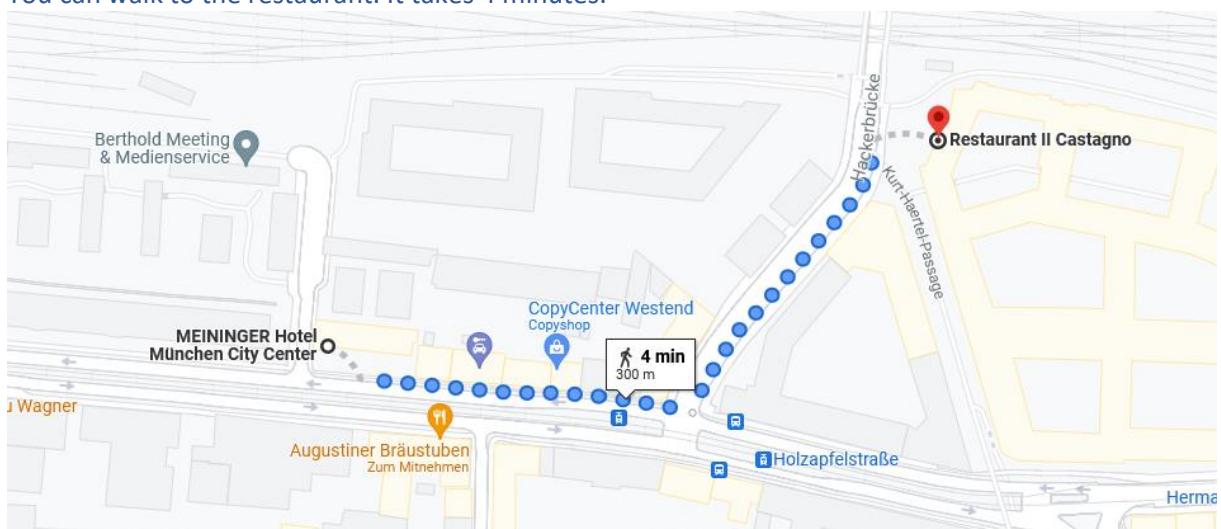 You can walk to the restaurant. It takes 4 minutes.
Hackerbrücke
Berthold Meeting
& Medienservice
Restaurant Il Castagno
Kurt-Haertel-Passage
CopyCenter Westend
Copyshop
MEININGER Hotel
München City Center
4 min
300 m
u Wagner
Augustiner Bräustuben
Zum Mitnehmen
Holzapfelstraße
Herma